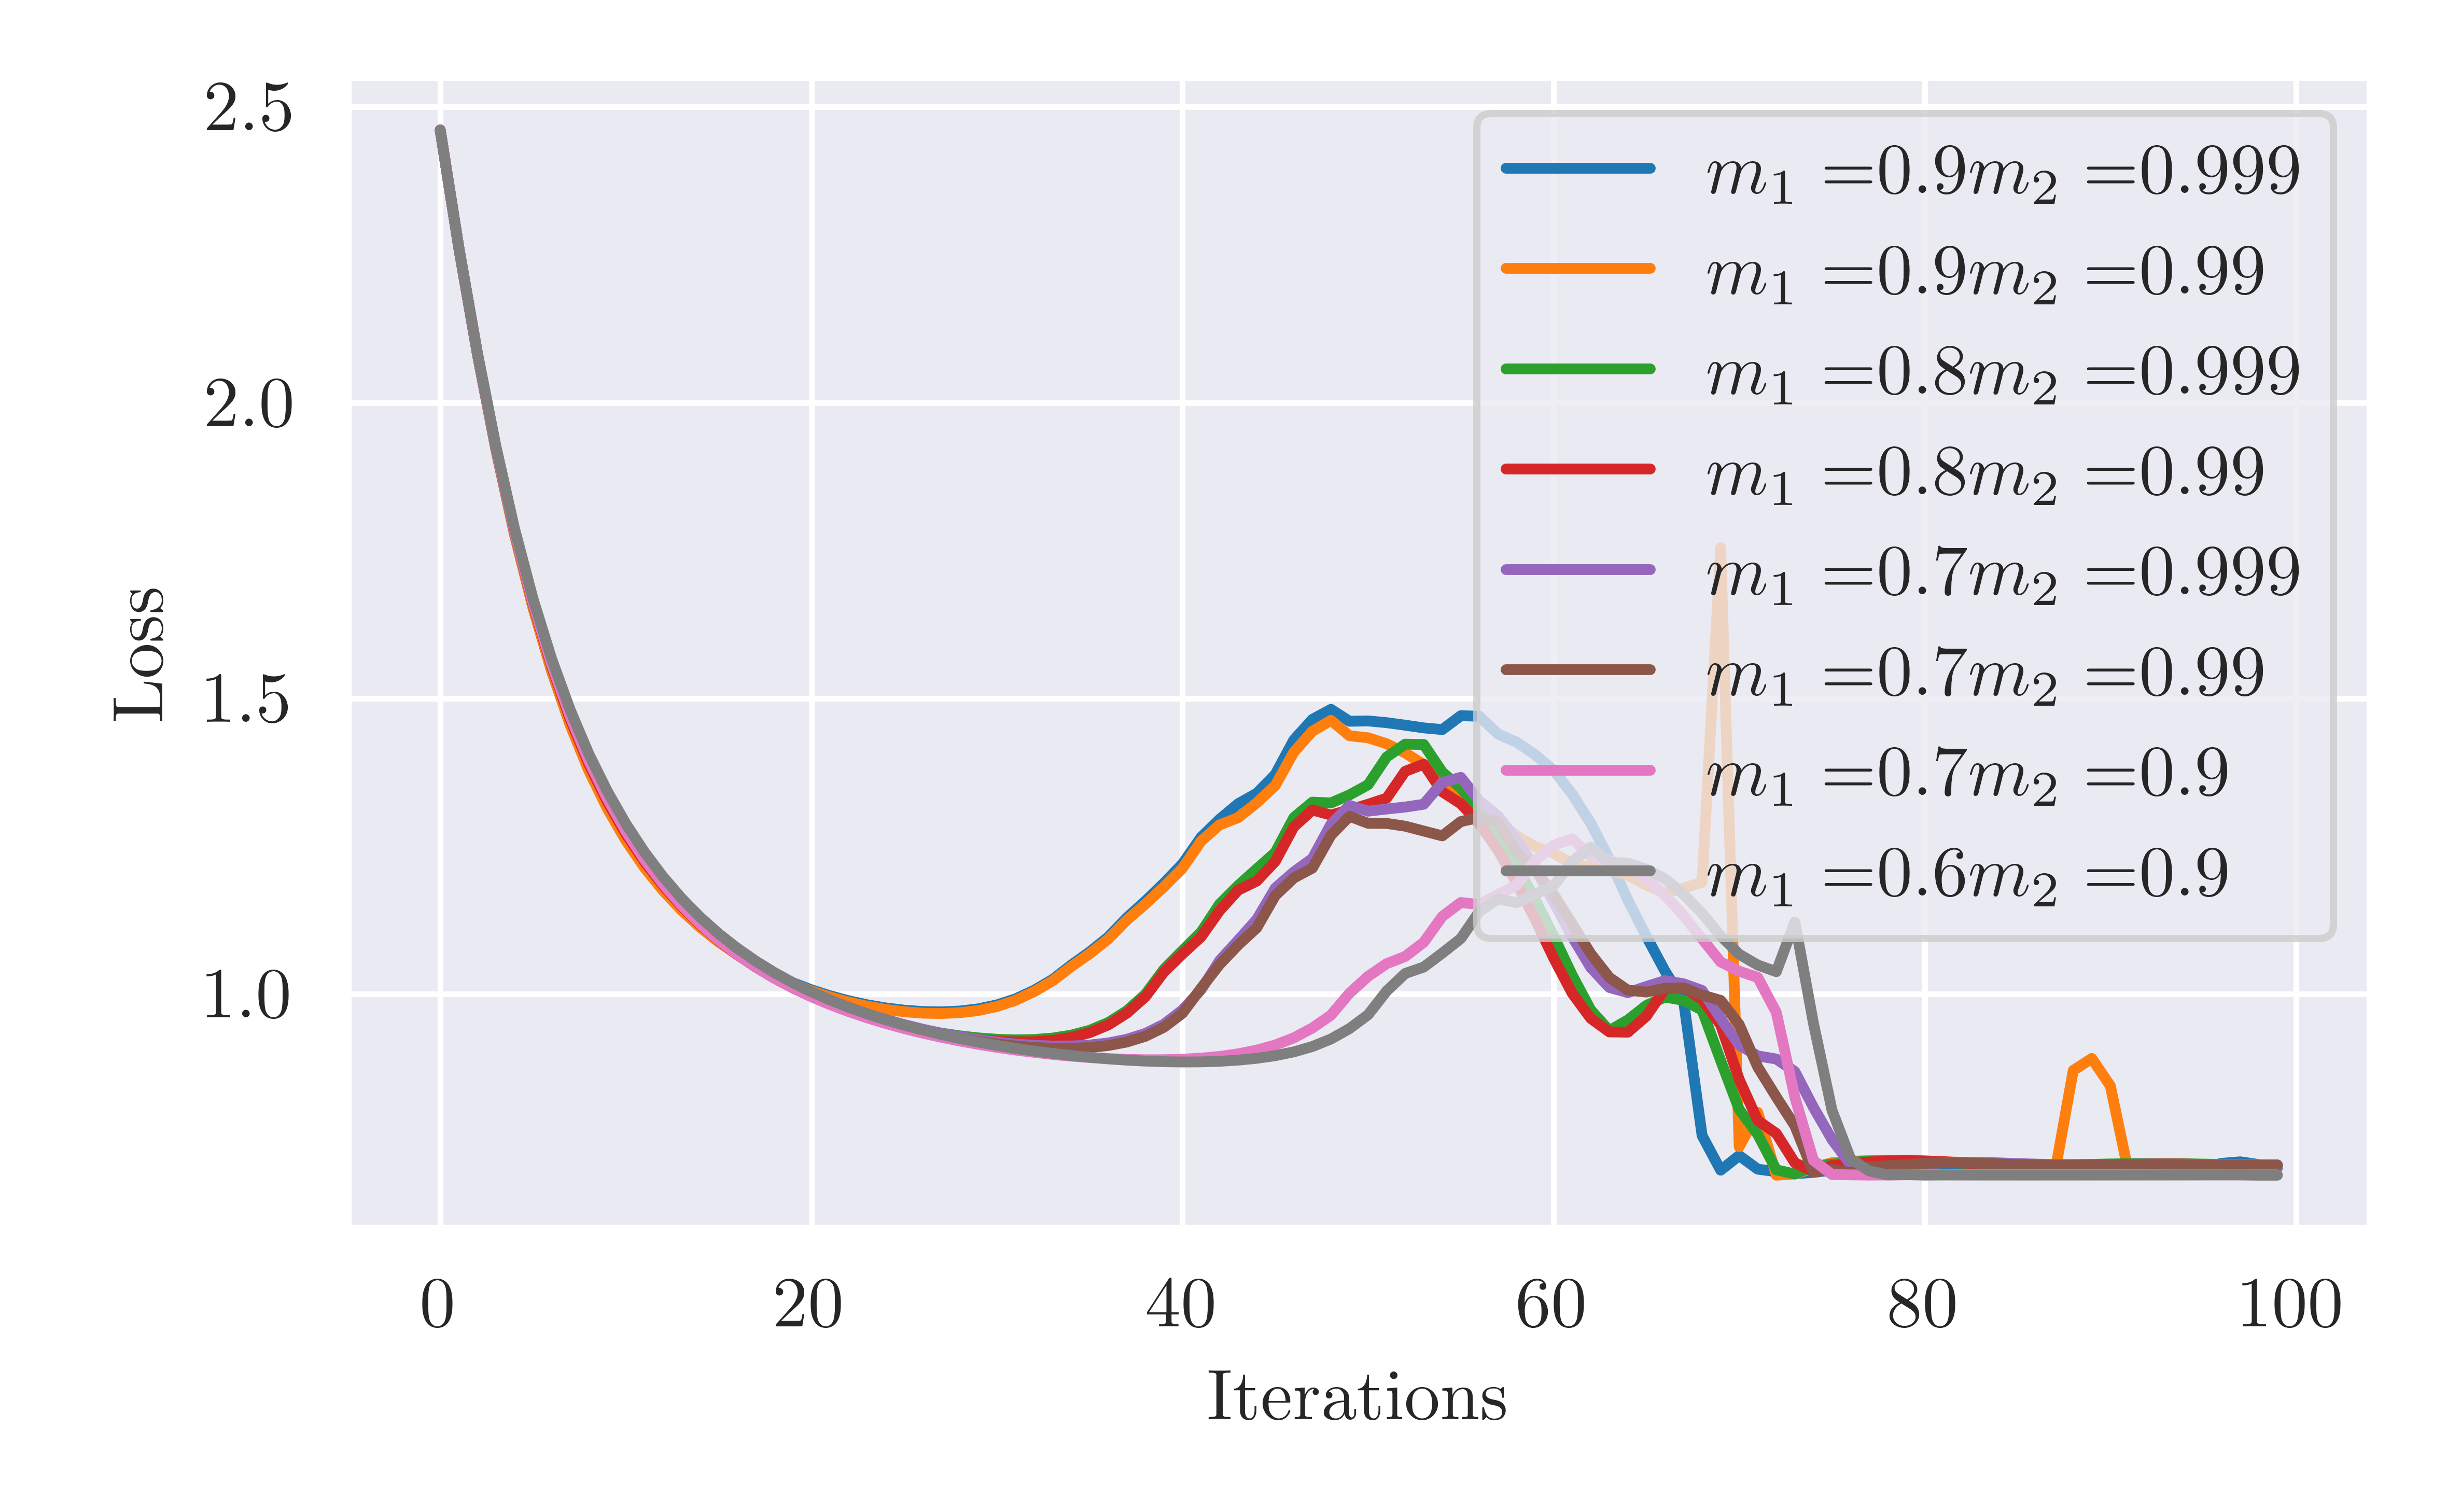 2.5
2.0
1.5
1.0
Loss
0 20 40 60 80 100
Iterations
m₁ =0.9m₂ =0.999
m₁ =0.9m₂ =0.99
m₁ =0.8m₂ =0.999
m₁ =0.8m₂ =0.99
m₁ =0.7m₂ =0.999
m₁ =0.7m₂ =0.99
m₁ =0.7m₂ =0.9
m₁ =0.6m₂ =0.9